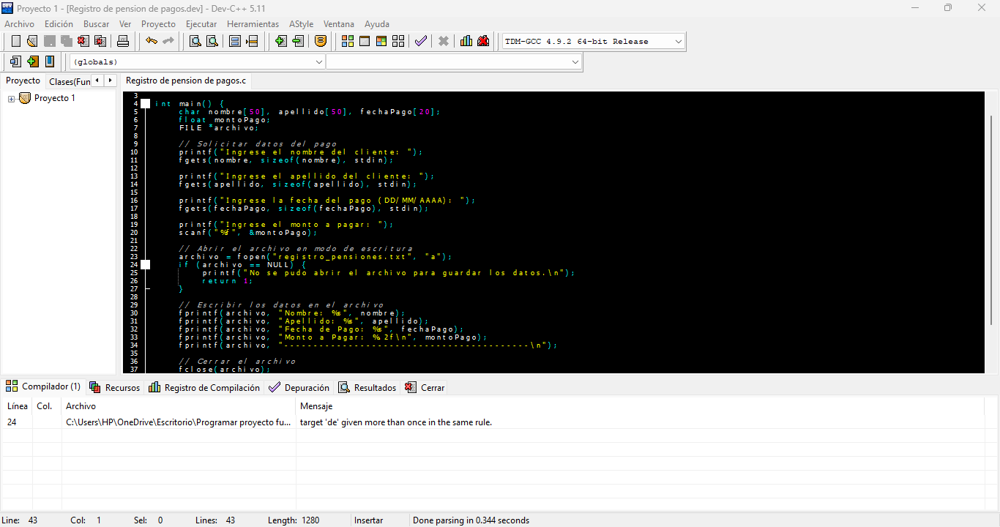 Proyecto 1 - [Registro de pension de pagos.dev] - Dev-C++ 5.11
Archivo Edición Buscar Ver Proyecto Ejecutar Herramientas AStyle Ventana Ayuda
TDM-GCC 4.9.2 64-bit Release
(globals)
Proyecto Clases(Fun Registro de pension de pagos.c
Proyecto 1
3
4 int main() {
5 char nombre[50], apellido[50], fechaPago[20];
6 float montoPago;
7 FILE *archivo;
8
9 // Solicitar datos del pago
10 printf("Ingrese el nombre del cliente: ");
11 fgets(nombre, sizeof(nombre), stdin);
12
13 printf("Ingrese el apellido del cliente: ");
14 fgets(apellido, sizeof(apellido), stdin);
15
16 printf("Ingrese la fecha del pago (DD/MM/AAAA): ");
17 fgets(fechaPago, sizeof(fechaPago), stdin);
18
19 printf("Ingrese el monto a pagar: ");
20 scanf("%f", &montoPago);
21
22 // Abrir el archivo en modo de escritura
23 archivo = fopen("registro_pensiones.txt", "a");
24 if (archivo == NULL) {
25 printf("No se pudo abrir el archivo para guardar los datos.\n");
26 return 1;
27 }
28
29 // Escribir los datos en el archivo
30 fprintf(archivo, "Nombre: %s", nombre);
31 fprintf(archivo, "Apellido: %s", apellido);
32 fprintf(archivo, "Fecha de Pago: %s", fechaPago);
33 fprintf(archivo, "Monto a Pagar: %.2f\n", montoPago);
34 fprintf(archivo, "------------------------------------------\n");
35
36 // Cerrar el archivo
37 fclose(archivo);
Compilador (1) Recursos Registro de Compilación Depuración Resultados Cerrar
Línea Col. Archivo Mensaje
24 C:\Users\HP\OneDrive\Escritorio\Programar proyecto fu... target 'de' given more than once in the same rule.
Line: 43 Col: 1 Sel: 0 Lines: 43 Length: 1280 Insertar Done parsing in 0.344 seconds